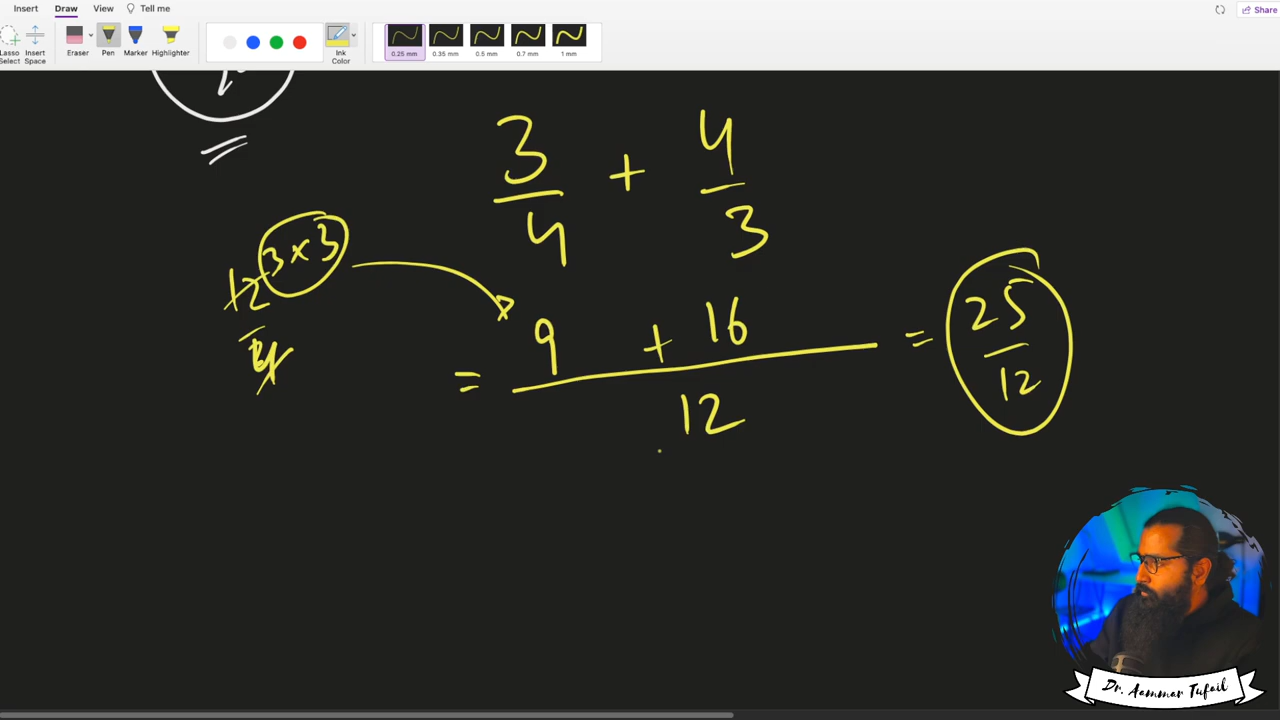 Insert Draw View Tell me
Share
Lasso Select
Insert Space
Eraser
Pen
Marker
Highlighter
Ink Color
0.25 mm
0.35 mm
0.5 mm
0.7 mm
1 mm
3/4 + 4/3
12 3×3
= 9 + 16 / 12 = 25/12
Dr. Aammar Tufail